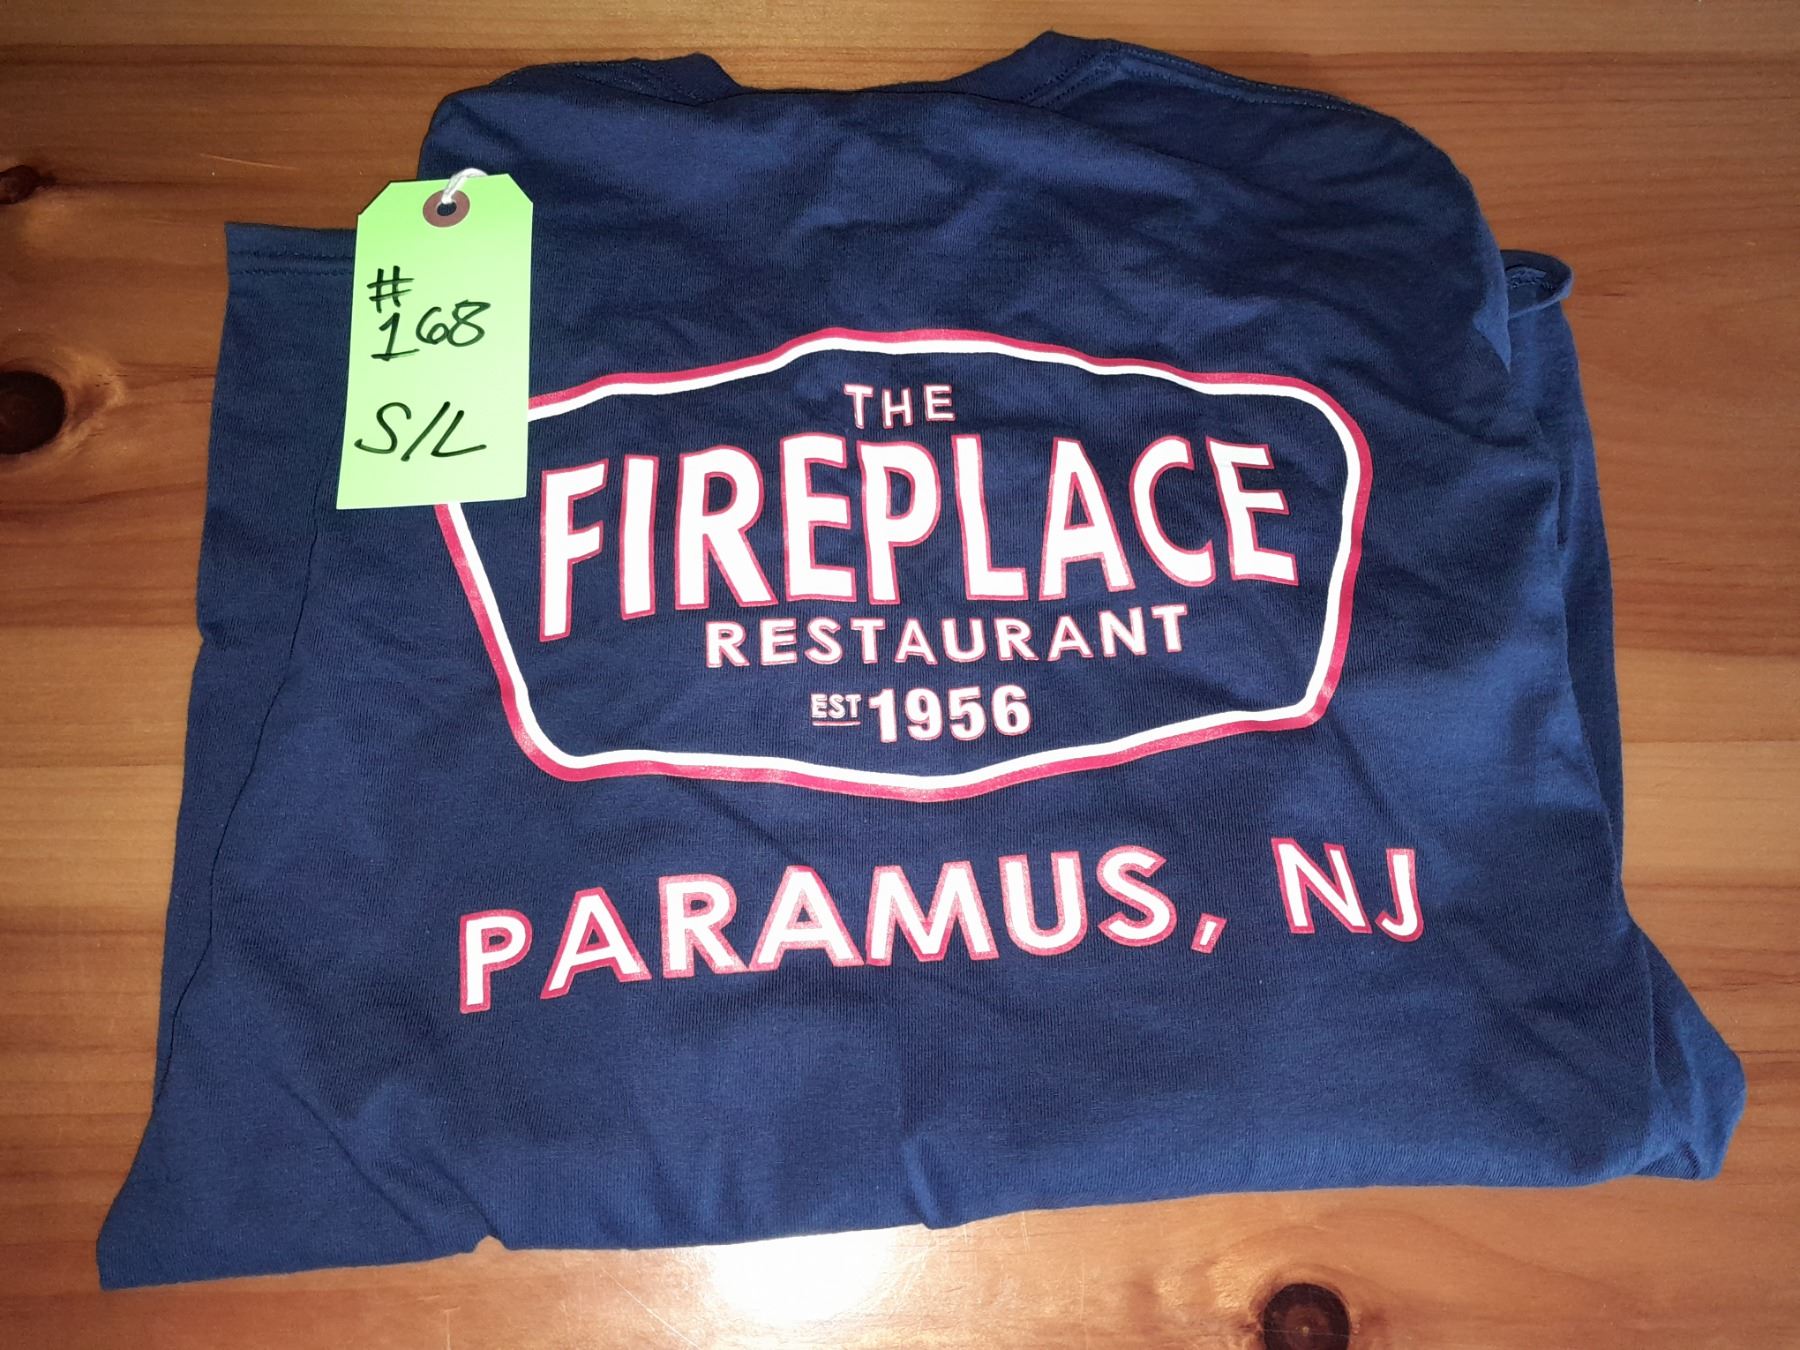 #
168
S/L
THE
FIREPLACE
RESTAURANT
EST 1956
PARAMUS, NJ